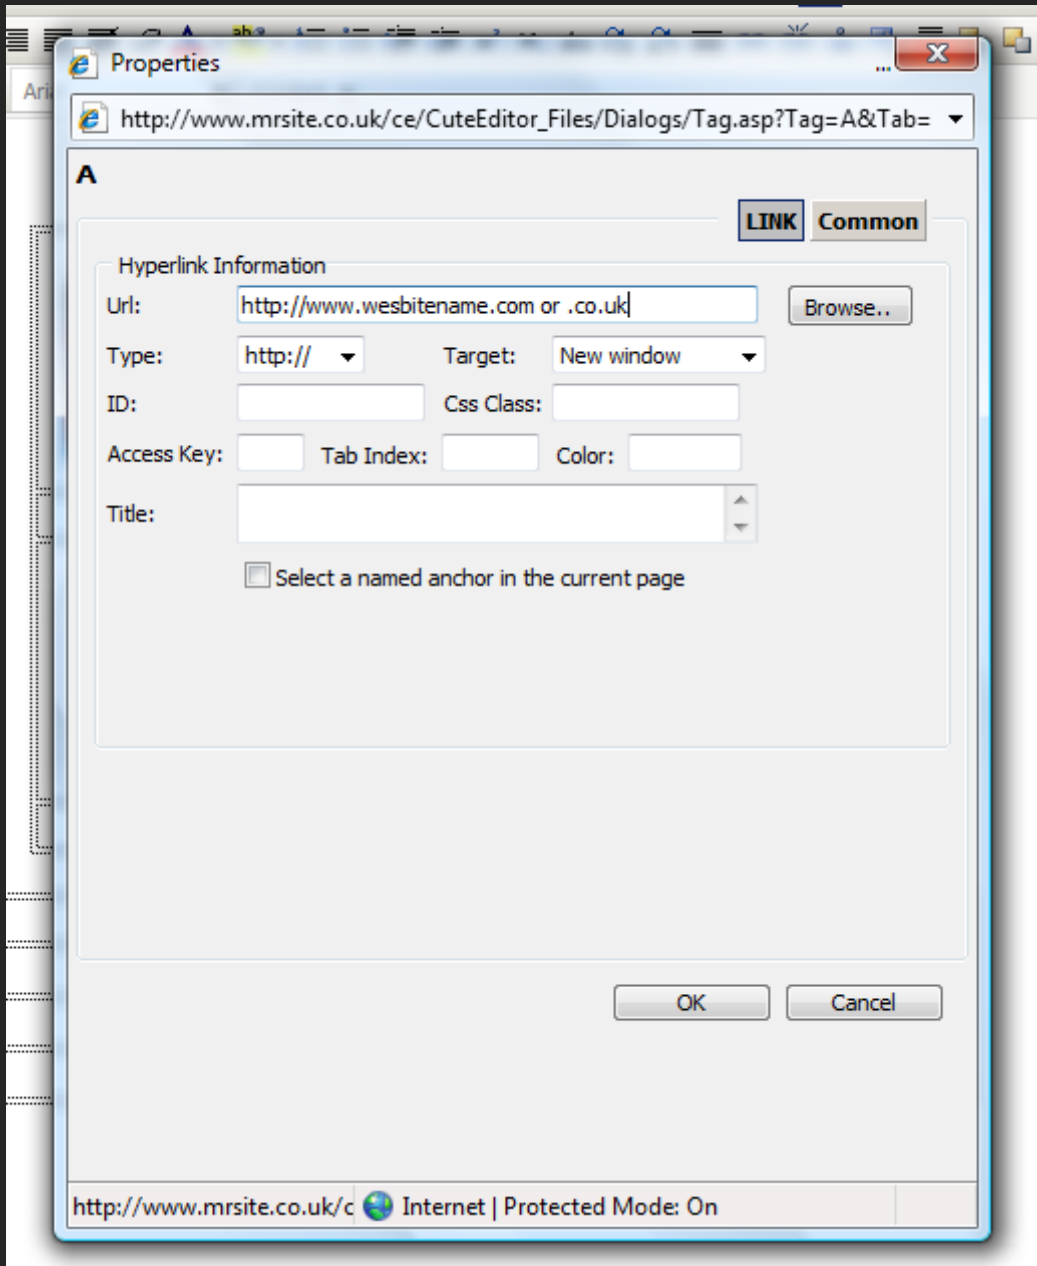 Properties
...
http://www.mrsite.co.uk/ce/CuteEditor_Files/Dialogs/Tag.asp?Tag=A&Tab=
A
LINK Common
Hyperlink Information
Url: http://www.wesbitename.com or .co.uk Browse..
Type: http:// Target: New window
ID: Css Class:
Access Key: Tab Index: Color:
Title:
Select a named anchor in the current page
OK Cancel
http://www.mrsite.co.uk/c Internet | Protected Mode: On